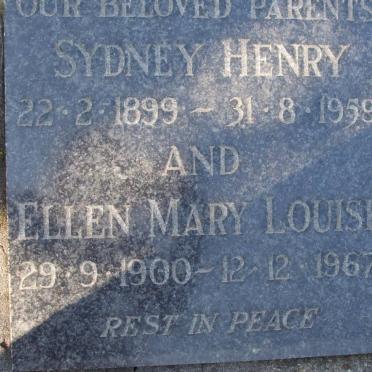 OUR BELOVED PARENTS
SYDNEY HENRY
22·2·1899 – 31·8·1959
AND
ELLEN MARY LOUISE
29·9·1900 – 12·12·1967
REST IN PEACE